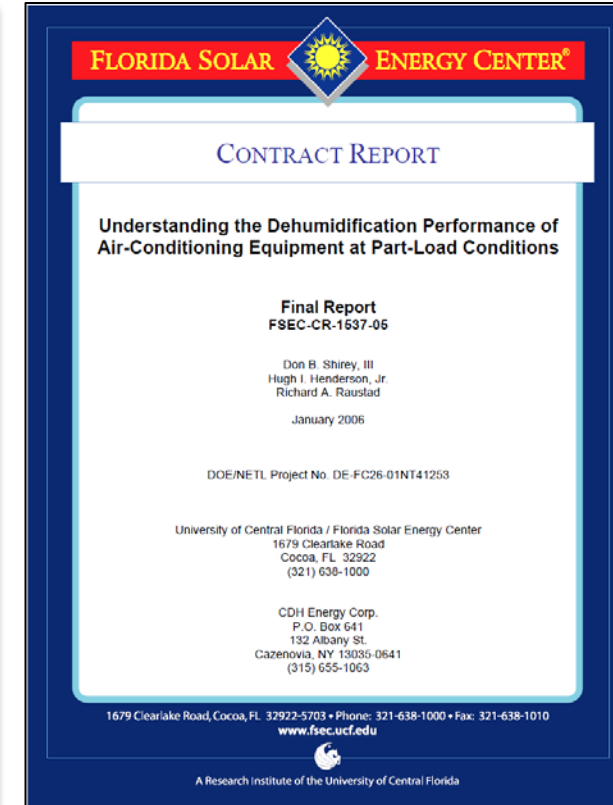 FLORIDA SOLAR ENERGY CENTER®
CONTRACT REPORT
Understanding the Dehumidification Performance of
Air-Conditioning Equipment at Part-Load Conditions
Final Report
FSEC-CR-1537-05
Don B. Shirey, III
Hugh I. Henderson, Jr.
Richard A. Raustad
January 2006
DOE/NETL Project No. DE-FC26-01NT41253
University of Central Florida / Florida Solar Energy Center
1679 Clearlake Road
Cocoa, FL 32922
(321) 638-1000
CDH Energy Corp.
P.O. Box 641
132 Albany St.
Cazenovia, NY 13035-0641
(315) 655-1063
1679 Clearlake Road, Cocoa, FL 32922-5703 • Phone: 321-638-1000 • Fax: 321-638-1010
www.fsec.ucf.edu
A Research Institute of the University of Central Florida